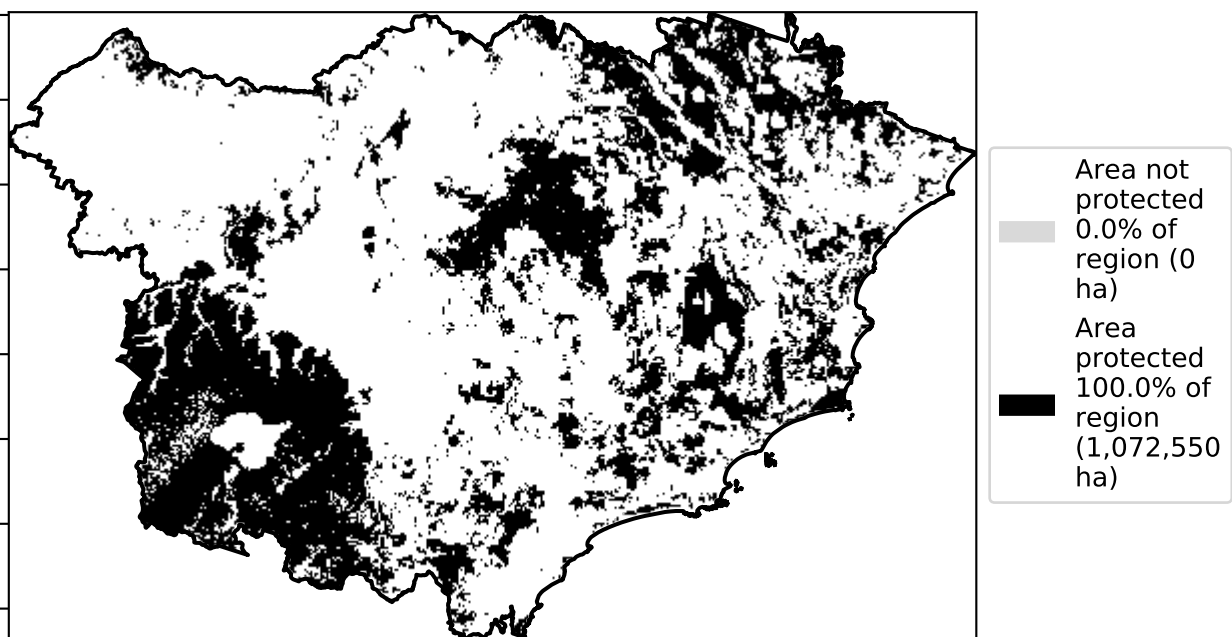 Area not
protected
0.0% of
region (0
ha)
Area
protected
100.0% of
region
(1,072,550
ha)